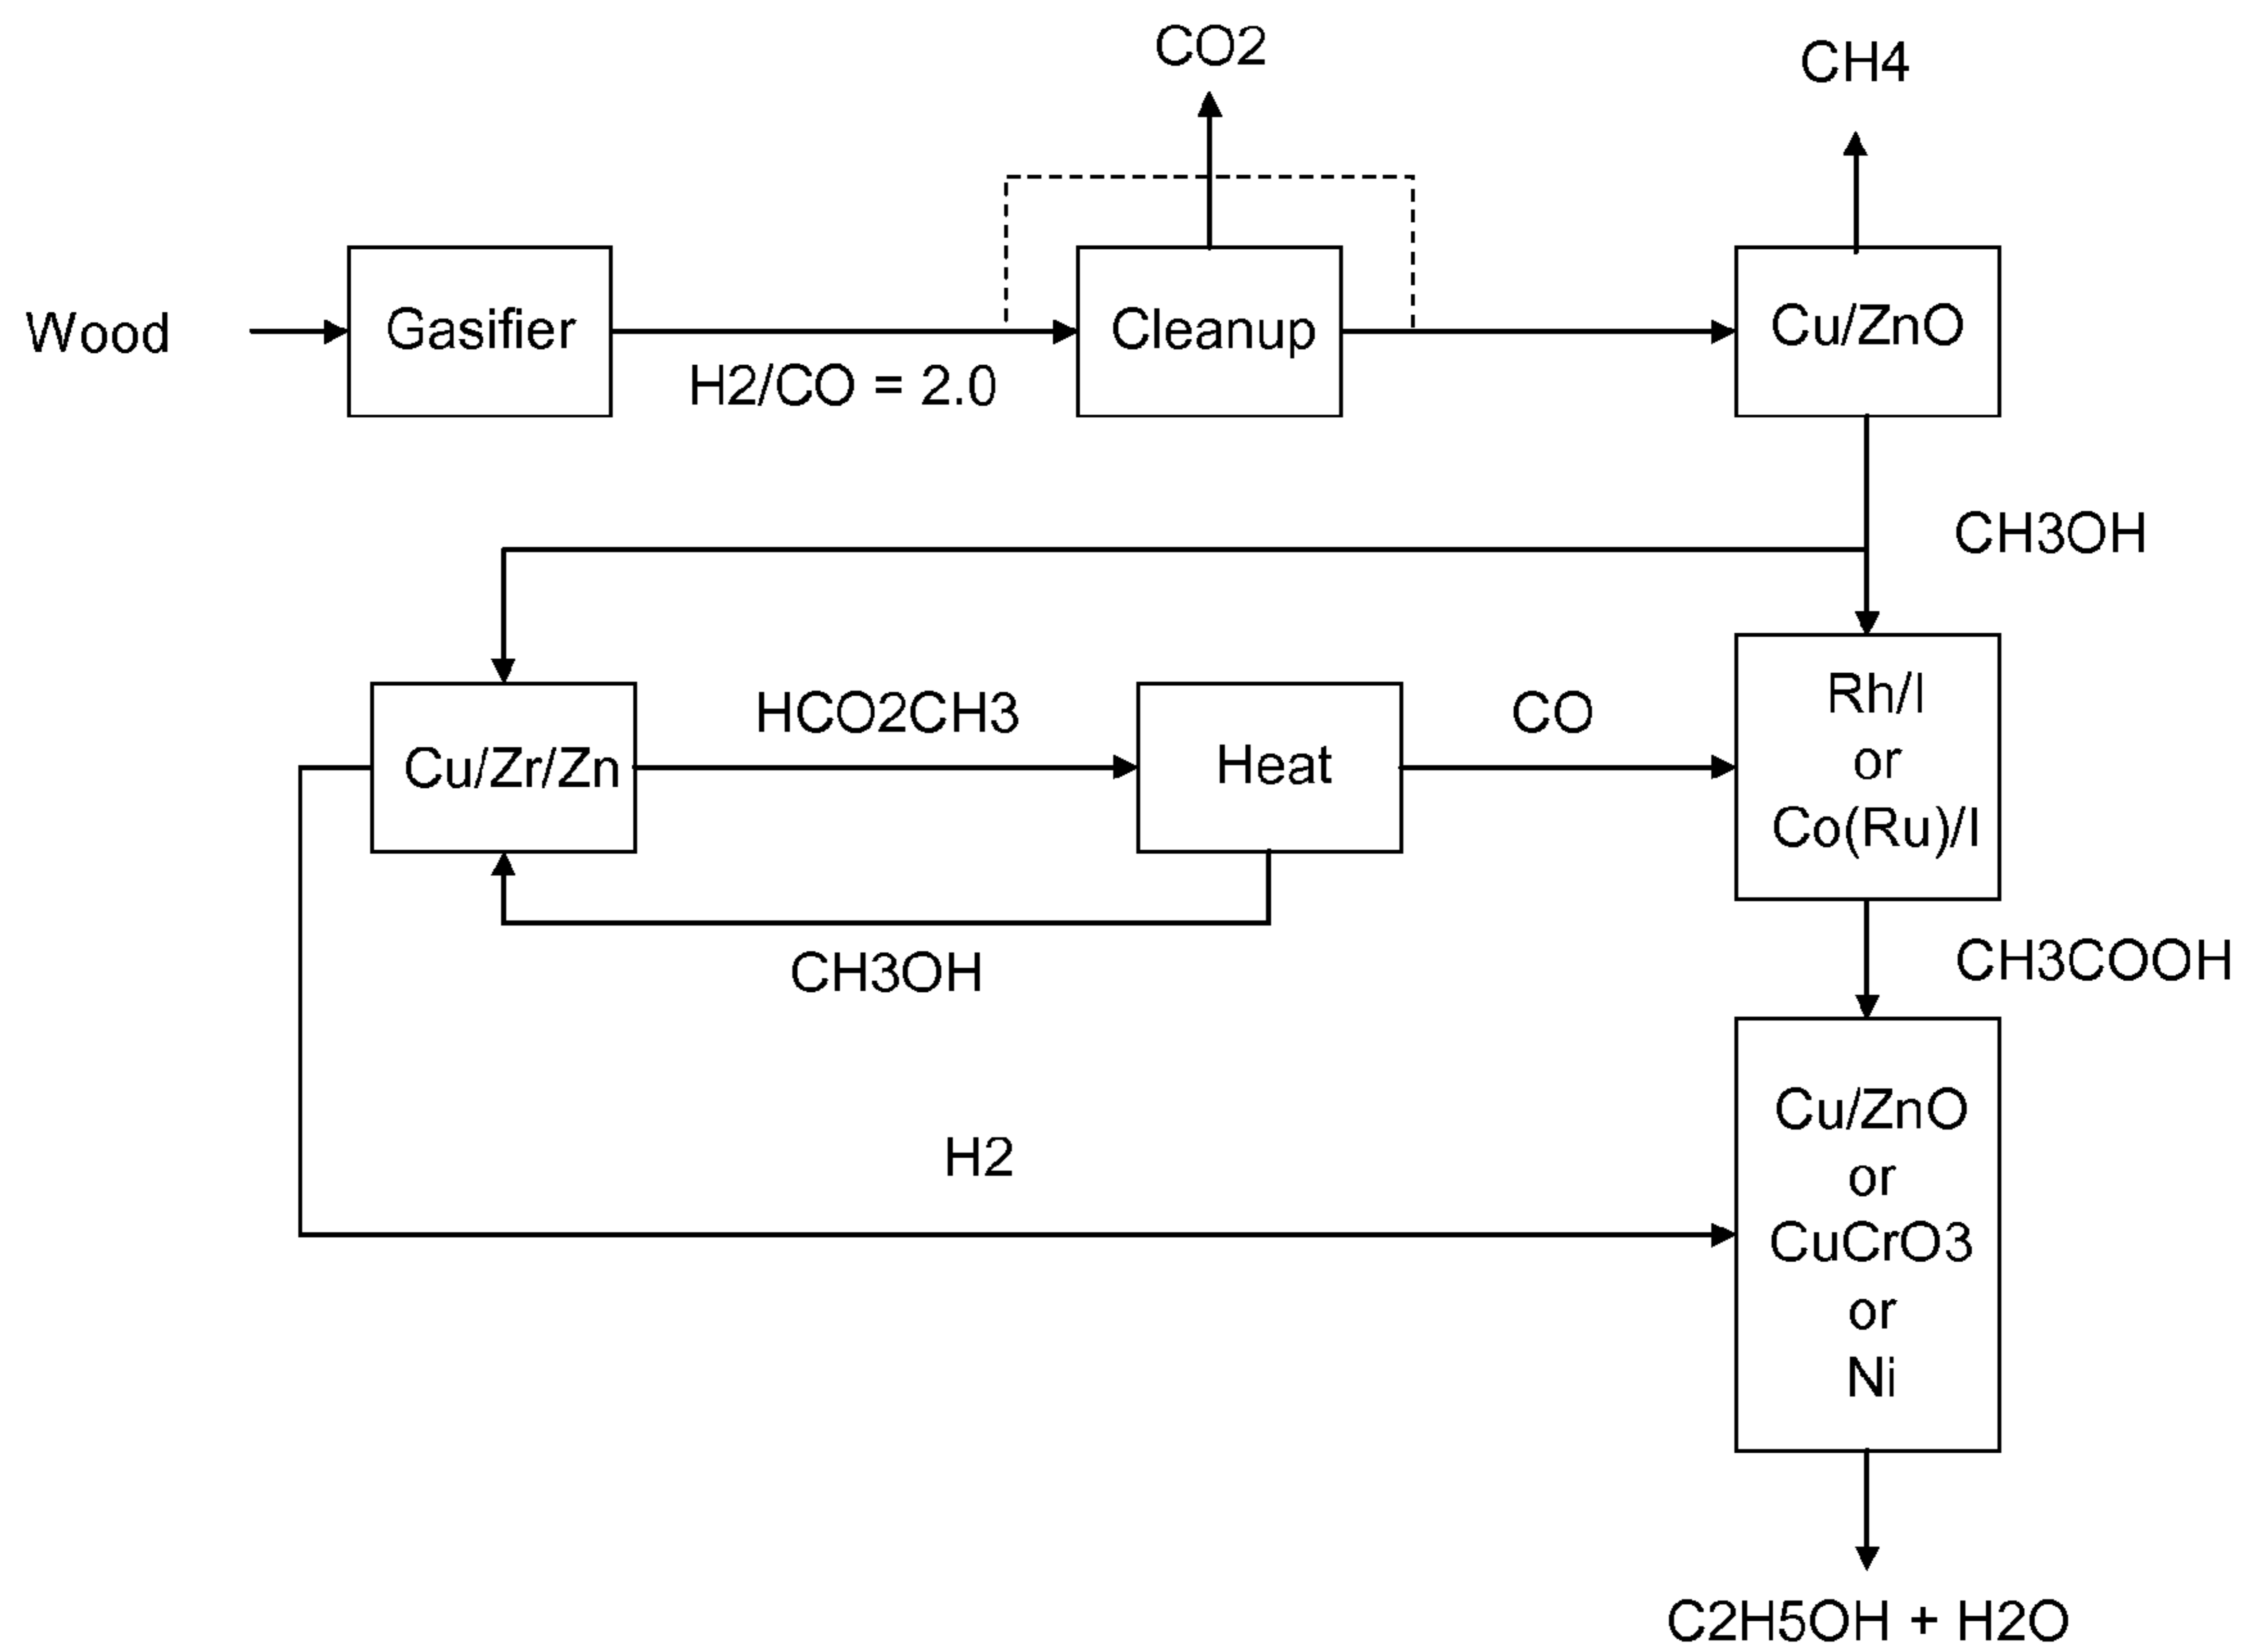 CO2
CH4
Wood
Gasifier
H2/CO = 2.0
Cleanup
Cu/ZnO
CH3OH
Cu/Zr/Zn
HCO2CH3
Heat
CO
Rh/I
or
Co(Ru)/I
CH3OH
CH3COOH
H2
Cu/ZnO
or
CuCrO3
or
Ni
C2H5OH + H2O